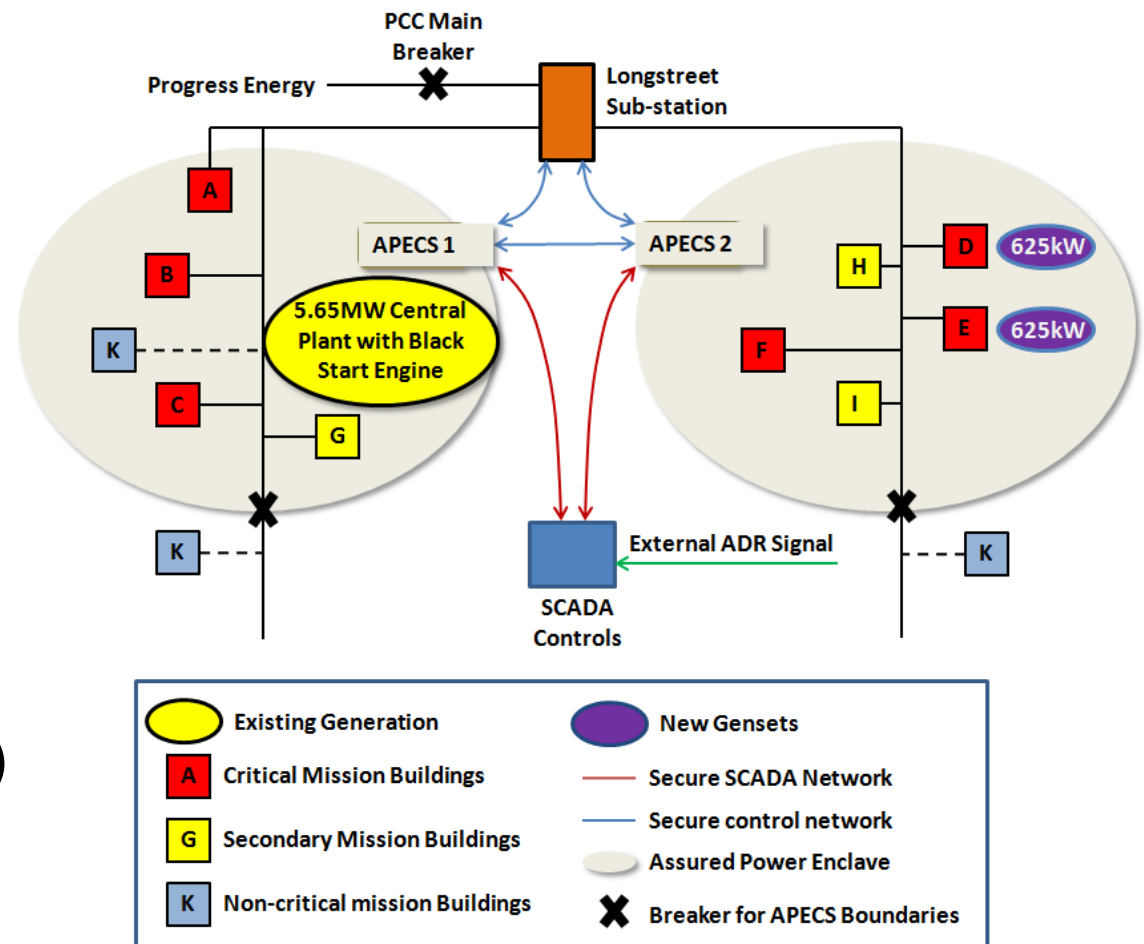 PCC Main
Breaker
Progress Energy
Longstreet
Sub-station
A
APECS 1
APECS 2
B
D
625kW
H
5.65MW Central
Plant with Black
Start Engine
K
E
625kW
F
C
I
G
K
External ADR Signal
K
SCADA
Controls
Existing Generation
New Gensets
A
Critical Mission Buildings
Secure SCADA Network
G
Secondary Mission Buildings
Secure control network
Assured Power Enclave
K
Non-critical mission Buildings
Breaker for APECS Boundaries
)